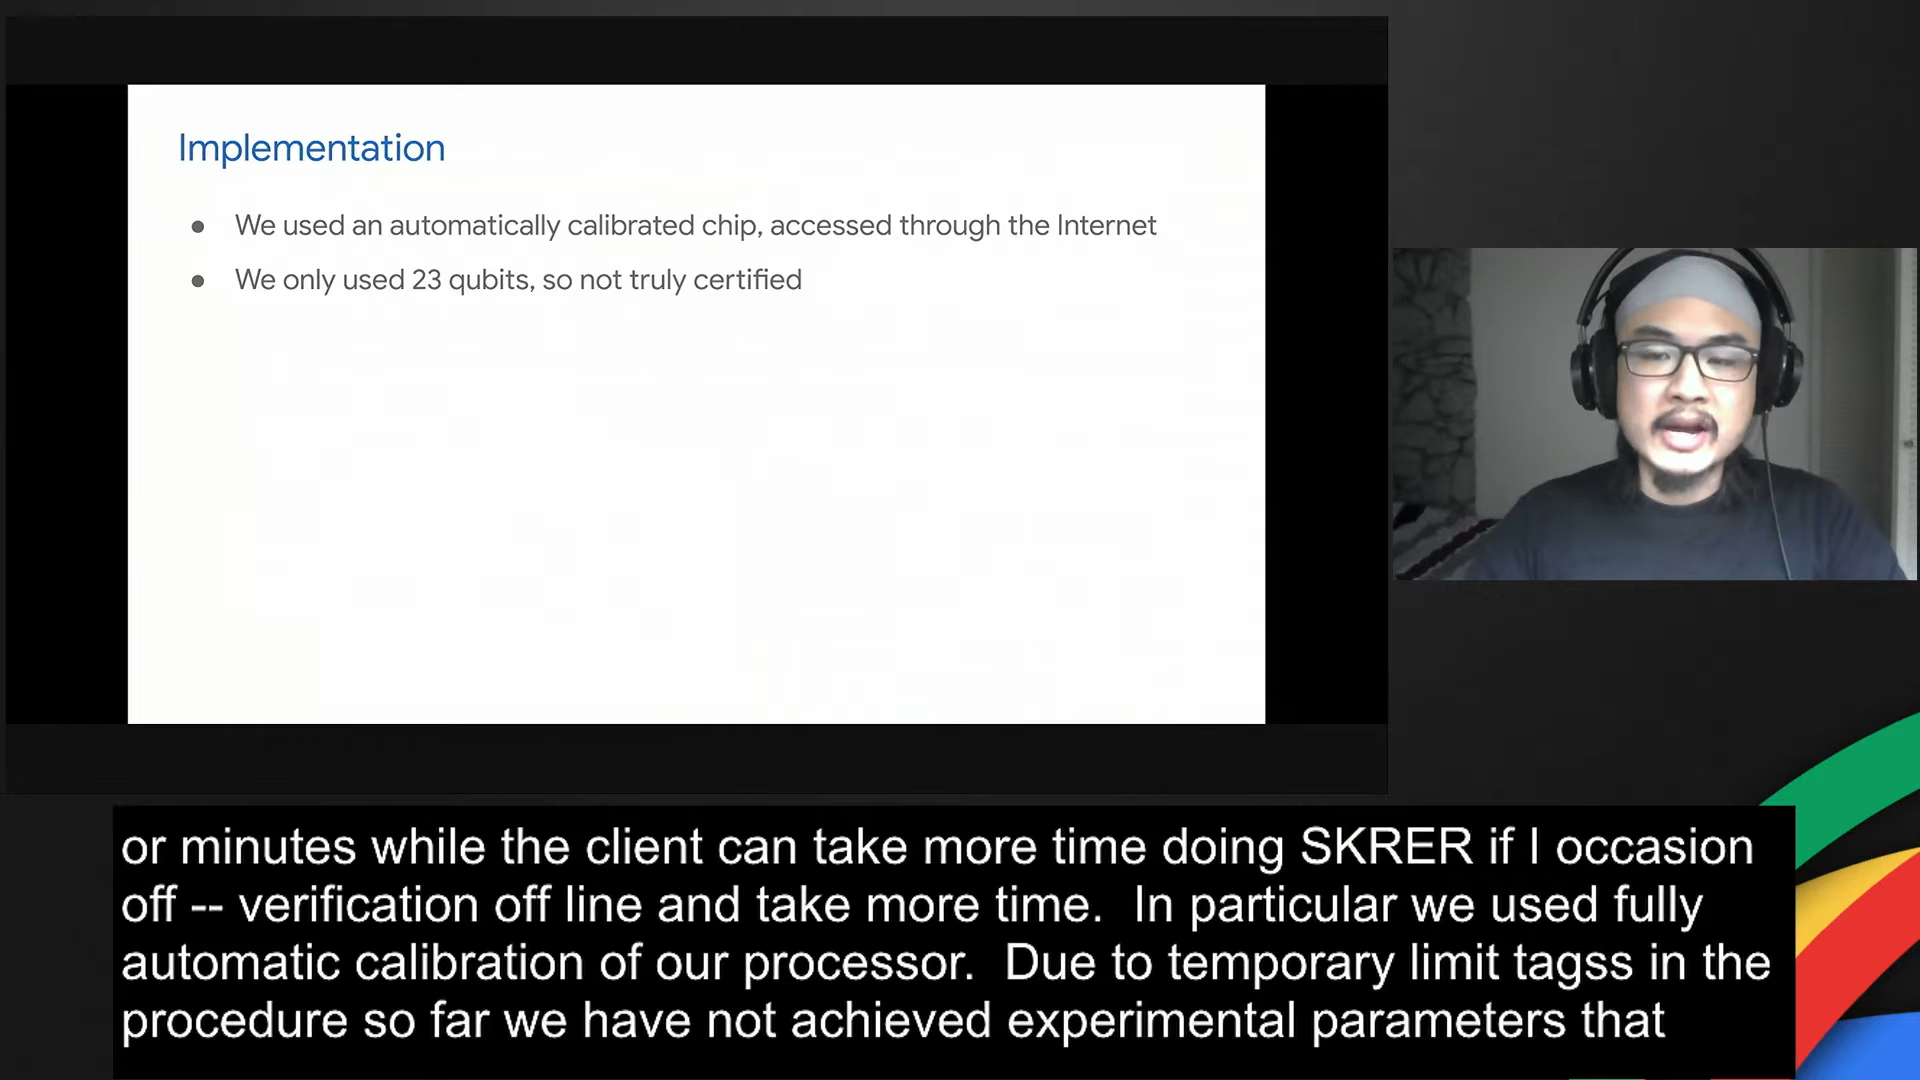 Implementation
● We used an automatically calibrated chip, accessed through the Internet
● We only used 23 qubits, so not truly certified
or minutes while the client can take more time doing SKRER if I occasion
off -- verification off line and take more time.  In particular we used fully
automatic calibration of our processor.  Due to temporary limit tagss in the
procedure so far we have not achieved experimental parameters that